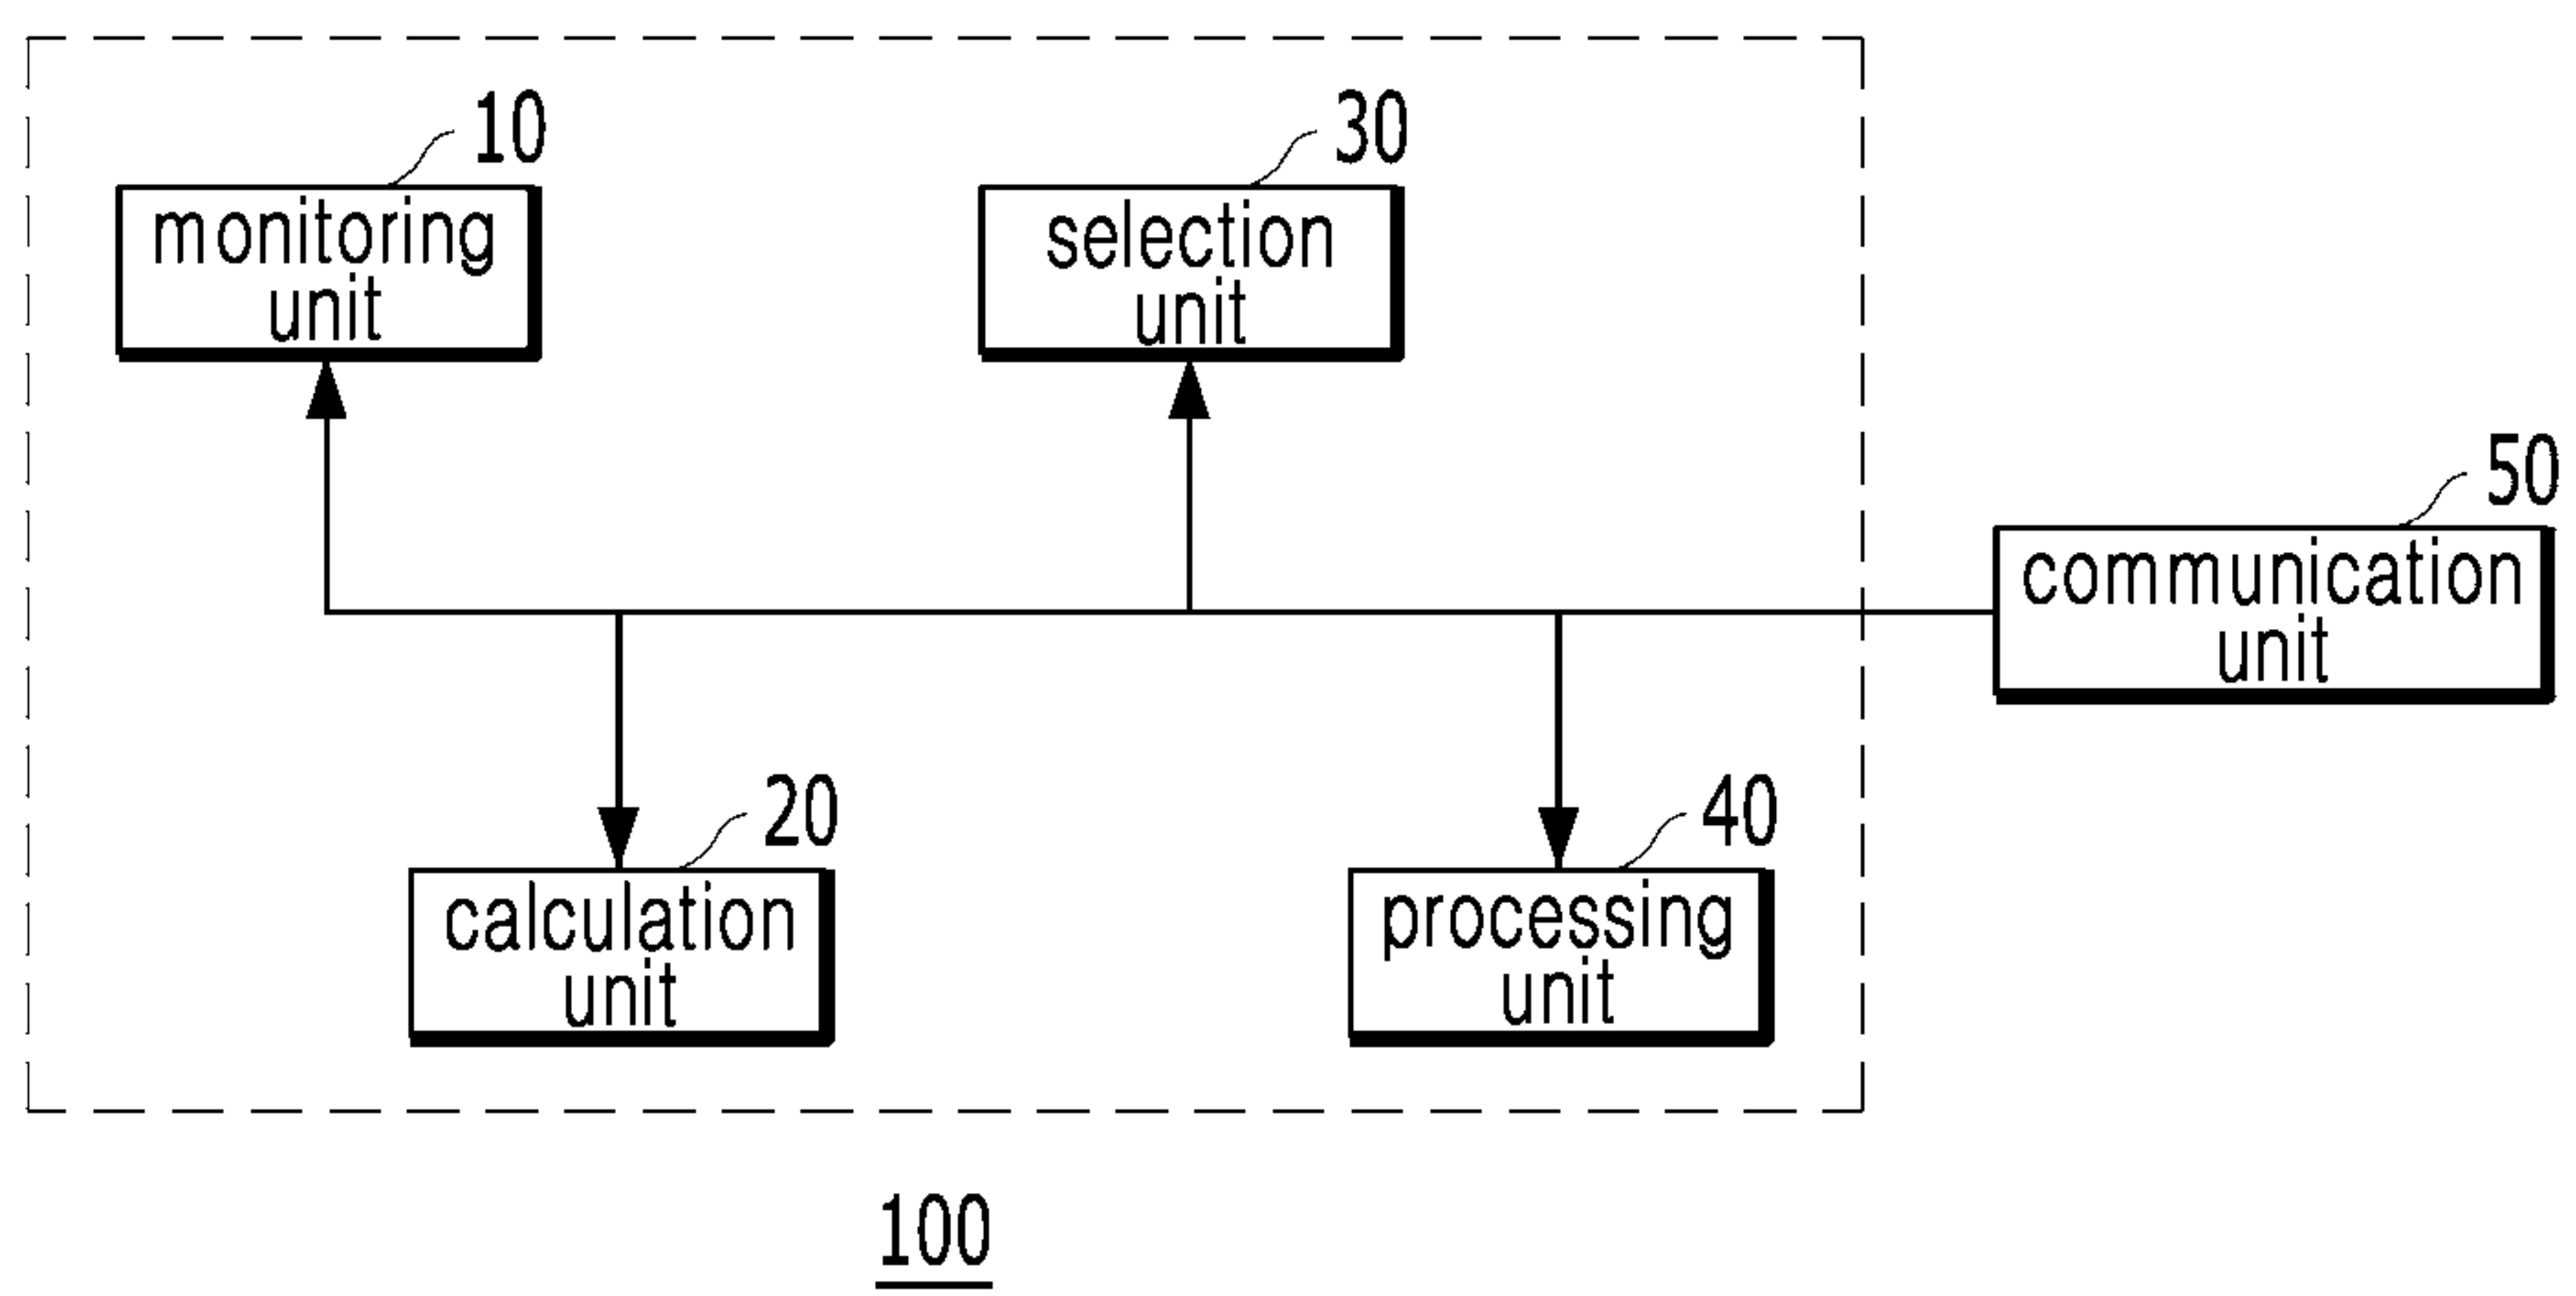 10
monitoring
unit
30
selection
unit
50
communication
unit
20
calculation
unit
40
processing
unit
100